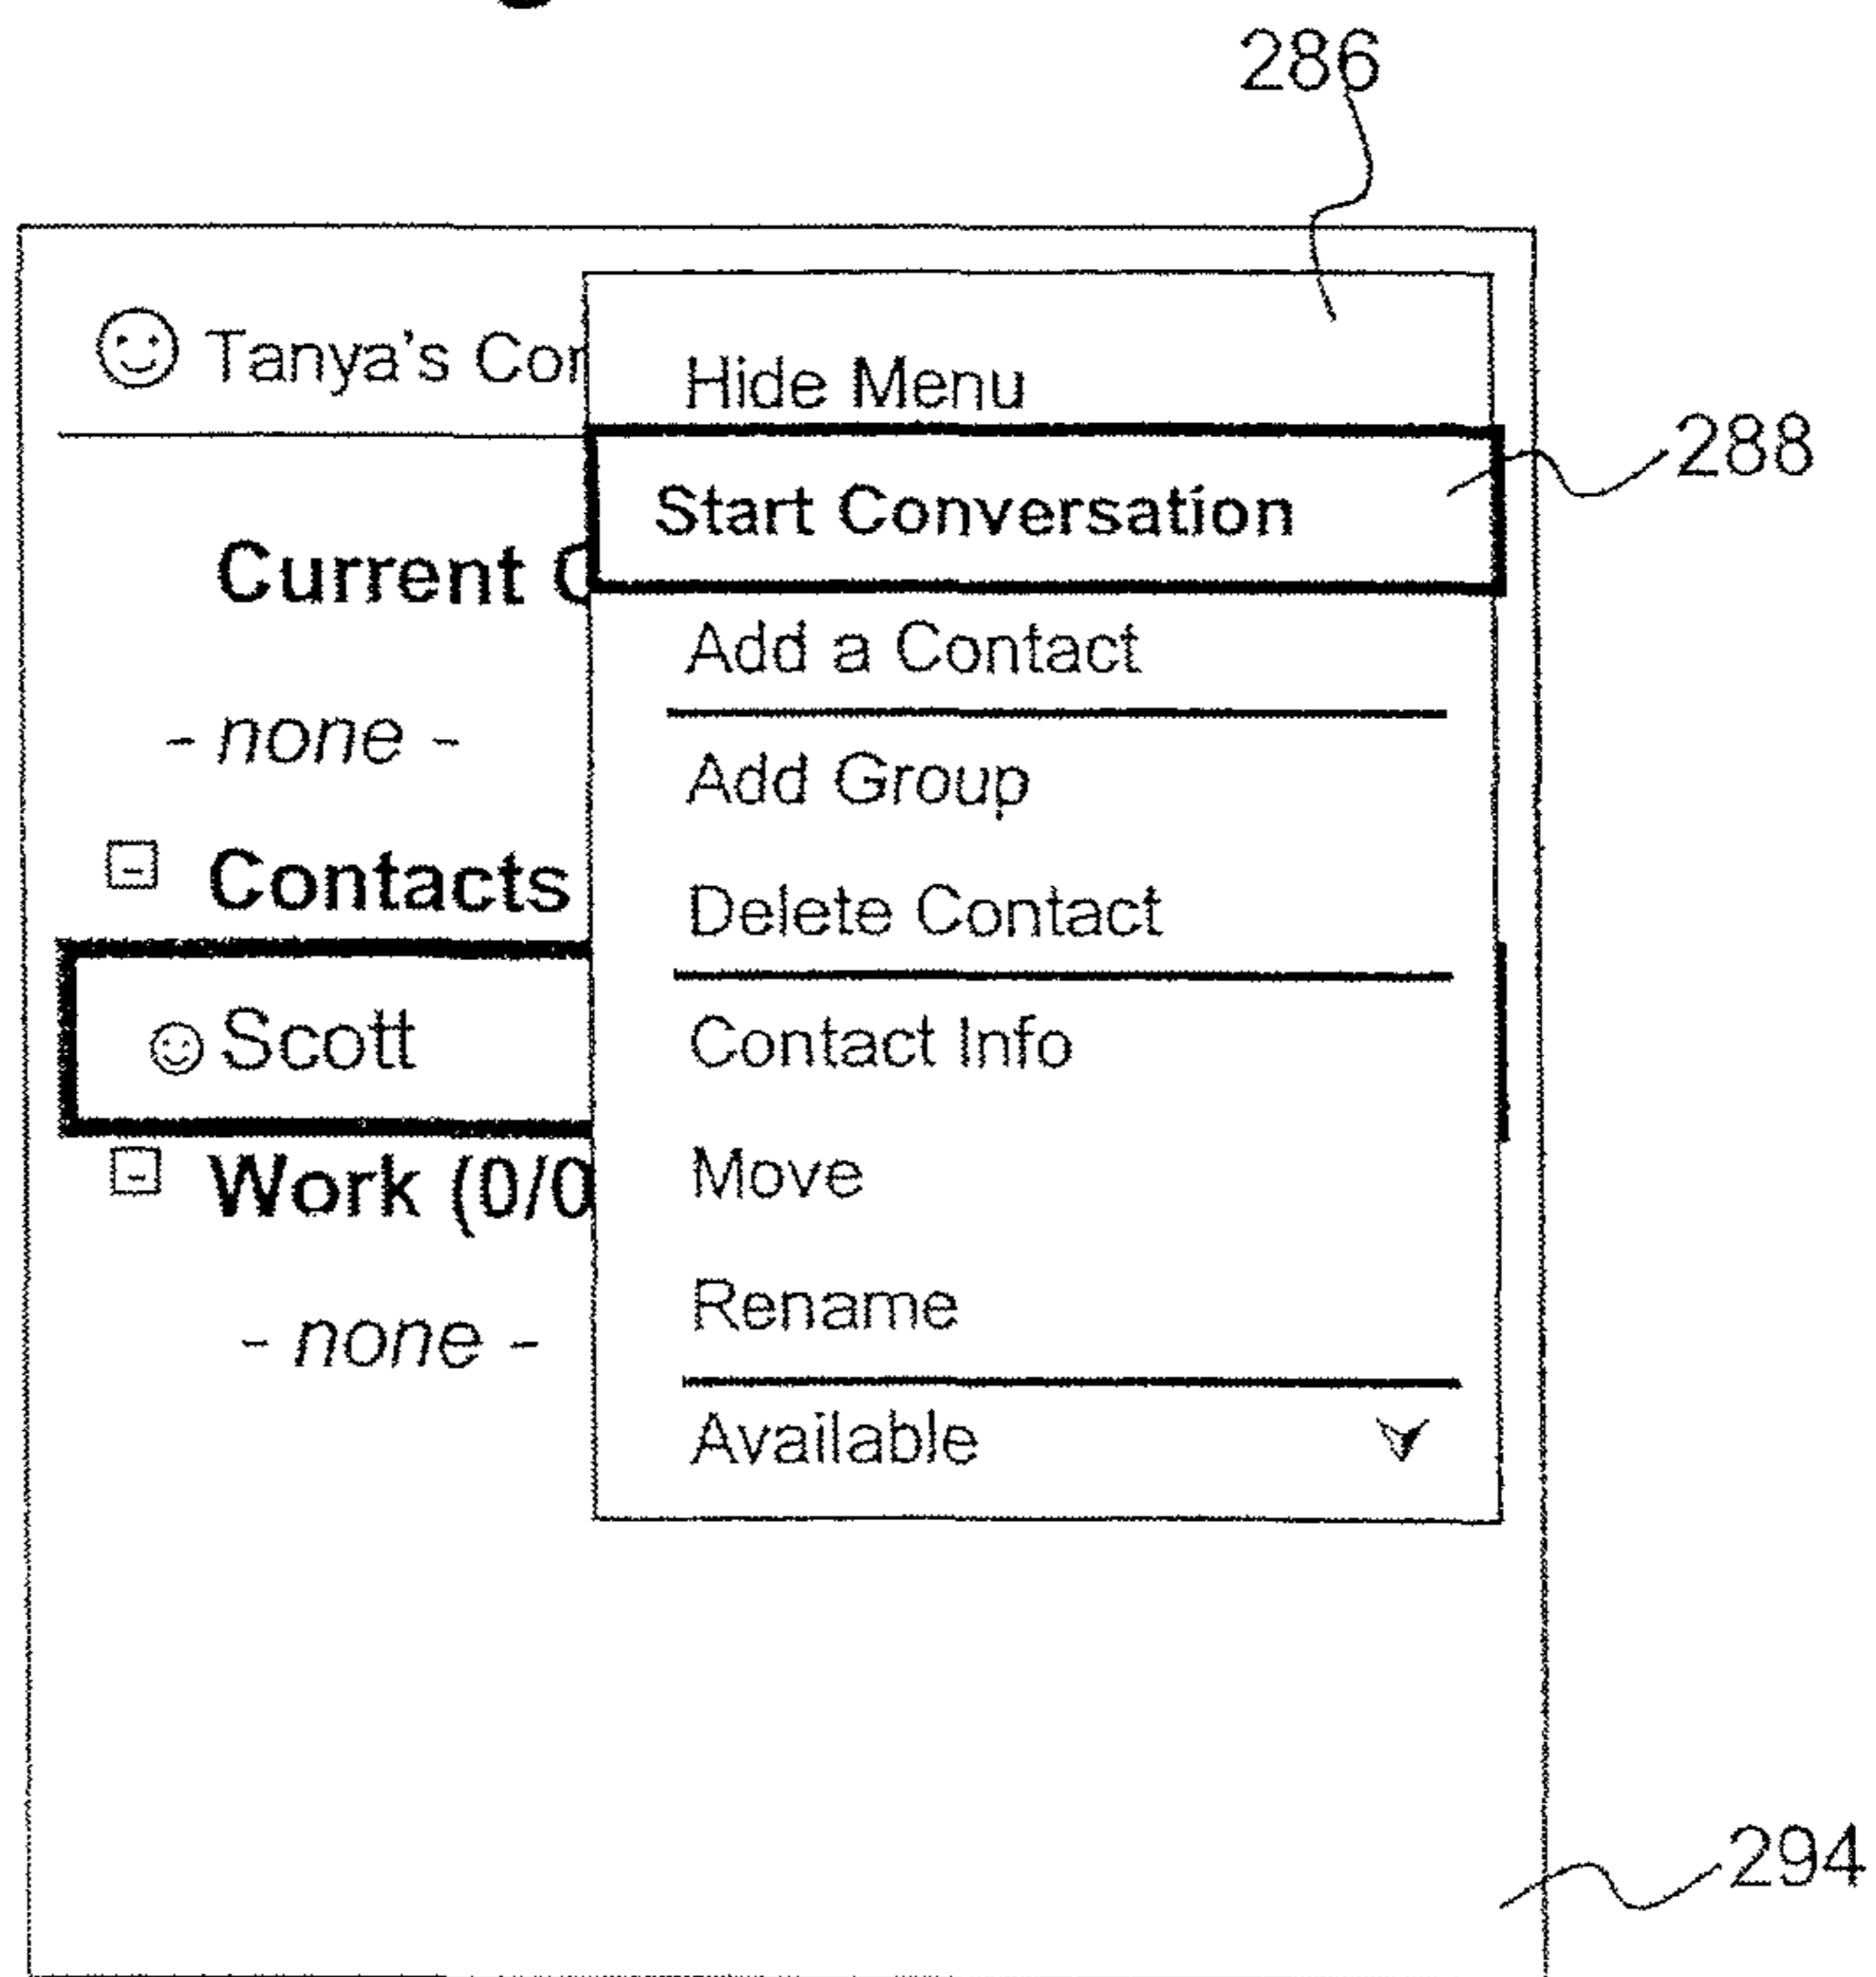 286
Tanya's Con
Hide Menu
288
Start Conversation
Current C
Add a Contact
- none -
Add Group
Contacts
Delete Contact
Scott
Contact Info
Work (0/0
Move
Rename
- none -
Available
294